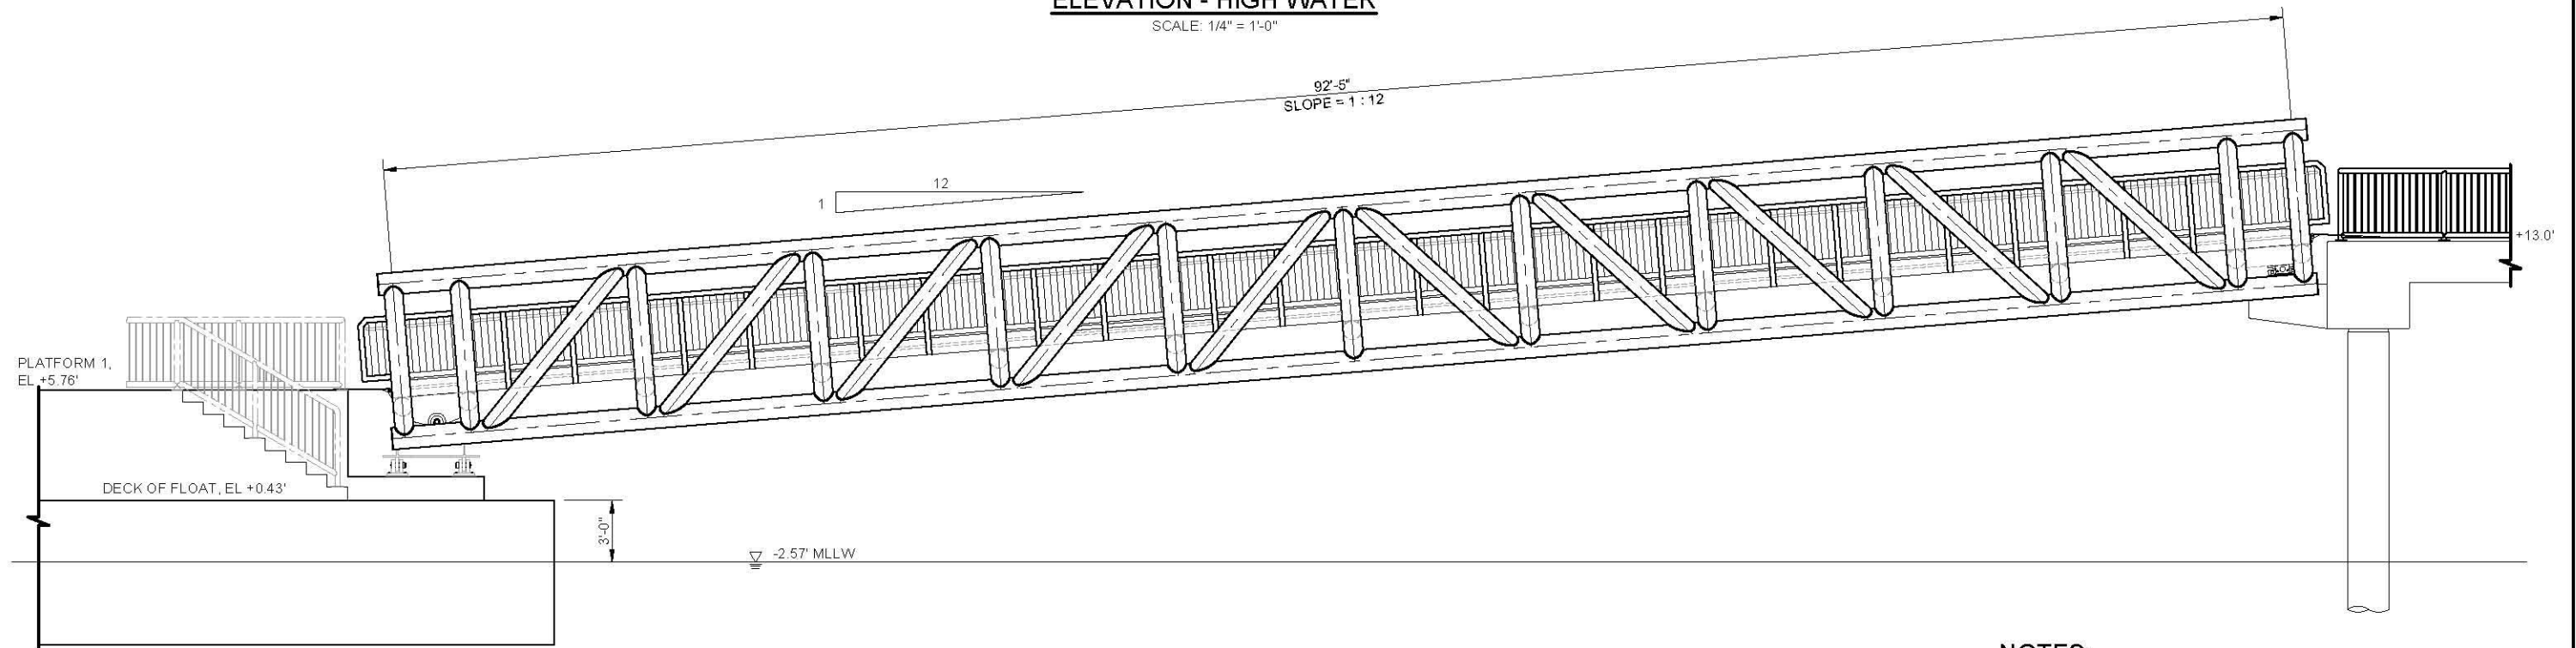 ELEVATION - HIGH WATER
SCALE: 1/4" = 1'-0"
92'-5"
SLOPE = 1 : 12
12
1
+13.0'
PLATFORM 1,
EL +5.76'
DECK OF FLOAT, EL +0.43'
3'-0"
-2.57' MLLW
NOTES: